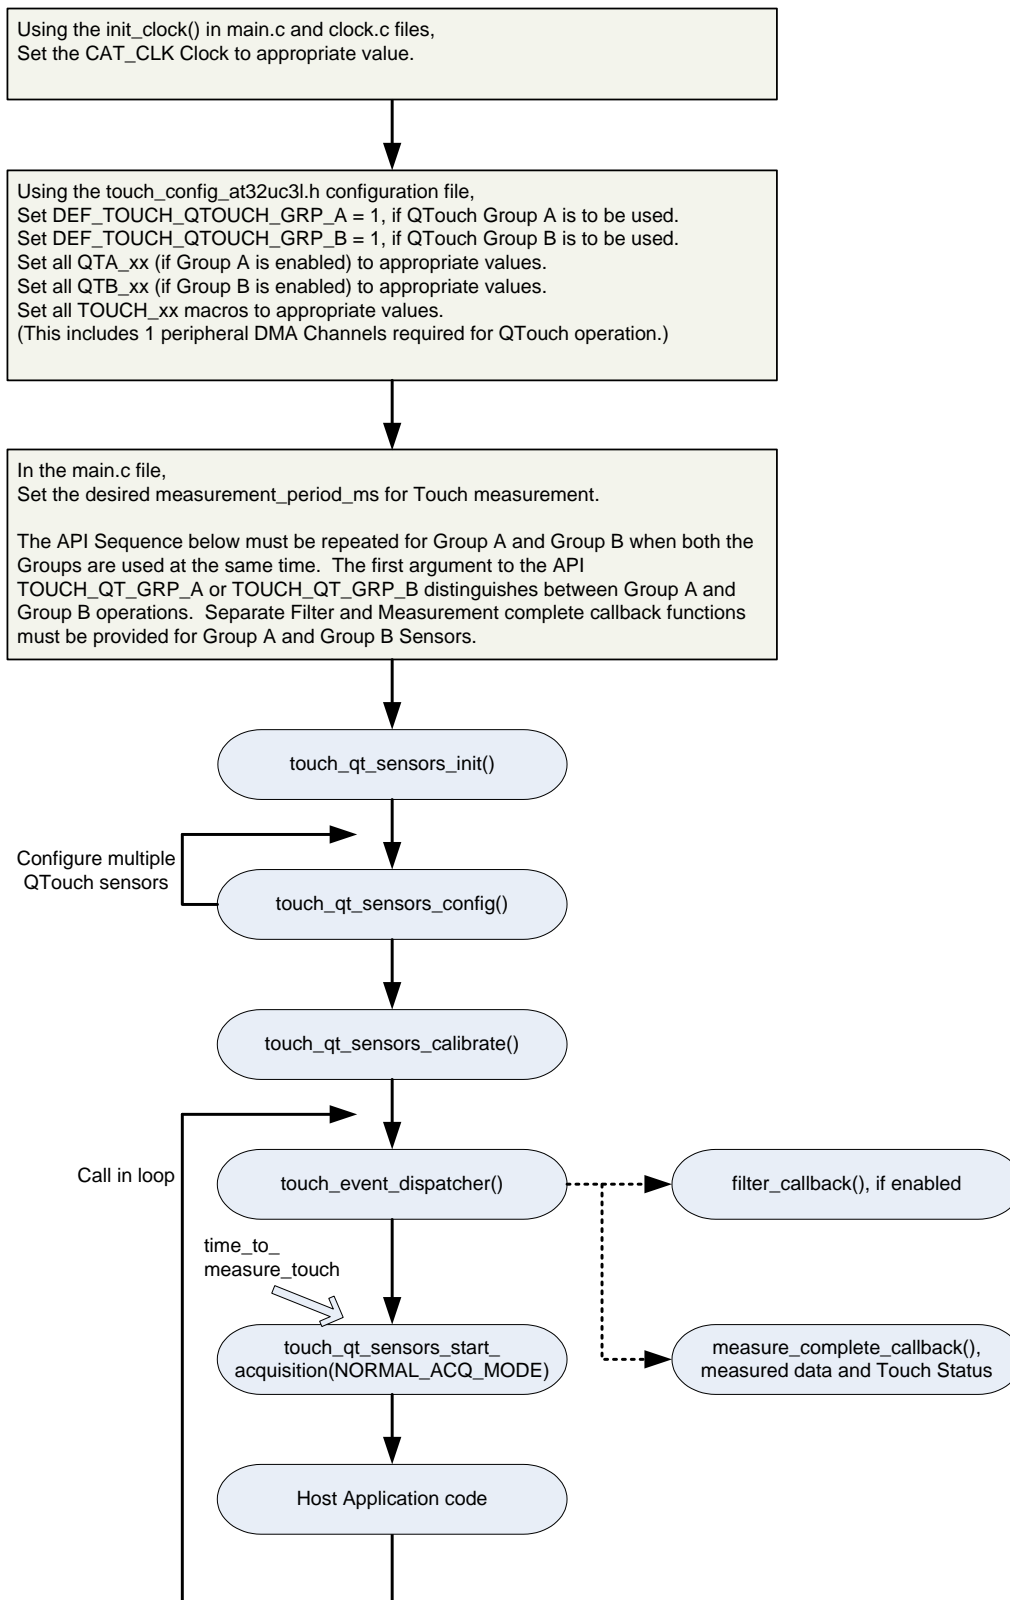 Using the init_clock() in main.c and clock.c files,
Set the CAT_CLK Clock to appropriate value.
Using the touch_config_at32uc3l.h configuration file,
Set DEF_TOUCH_QTOUCH_GRP_A = 1, if QTouch Group A is to be used.
Set DEF_TOUCH_QTOUCH_GRP_B = 1, if QTouch Group B is to be used.
Set all QTA_xx (if Group A is enabled) to appropriate values.
Set all QTB_xx (if Group B is enabled) to appropriate values.
Set all TOUCH_xx macros to appropriate values.
(This includes 1 peripheral DMA Channels required for QTouch operation.)
In the main.c file,
Set the desired measurement_period_ms for Touch measurement.
The API Sequence below must be repeated for Group A and Group B when both the
Groups are used at the same time.  The first argument to the API
TOUCH_QT_GRP_A or TOUCH_QT_GRP_B distinguishes between Group A and
Group B operations.  Separate Filter and Measurement complete callback functions
must be provided for Group A and Group B Sensors.
touch_qt_sensors_init()
Configure multiple
QTouch sensors
touch_qt_sensors_config()
touch_qt_sensors_calibrate()
Call in loop
touch_event_dispatcher()
filter_callback(), if enabled
time_to_
measure_touch
touch_qt_sensors_start_
acquisition(NORMAL_ACQ_MODE)
measure_complete_callback(),
measured data and Touch Status
Host Application code